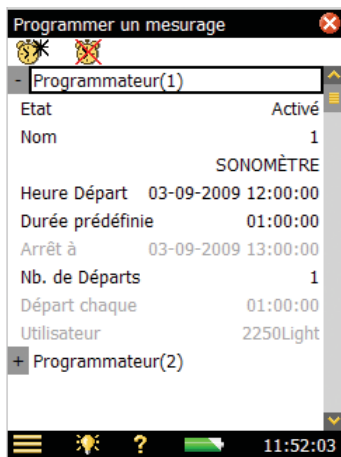 Programmer un mesurage
- Programmateur(1)
Etat Activé
Nom 1
SONOMÈTRE
Heure Départ 03-09-2009 12:00:00
Durée prédéfinie 01:00:00
Arrêt à 03-09-2009 13:00:00
Nb. de Départs 1
Départ chaque 01:00:00
Utilisateur 2250Light
+ Programmateur(2)
? 11:52:03